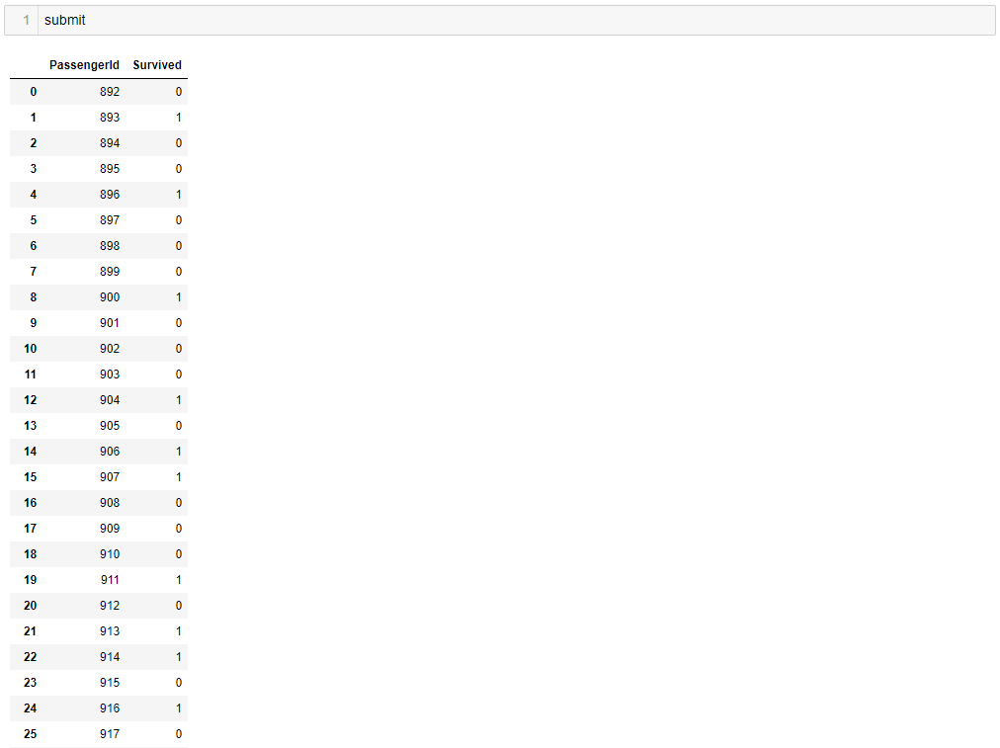 1 submit
PassengerId Survived
0 892 0
1 893 1
2 894 0
3 895 0
4 896 1
5 897 0
6 898 0
7 899 0
8 900 1
9 901 0
10 902 0
11 903 0
12 904 1
13 905 0
14 906 1
15 907 1
16 908 0
17 909 0
18 910 0
19 911 1
20 912 0
21 913 1
22 914 1
23 915 0
24 916 1
25 917 0